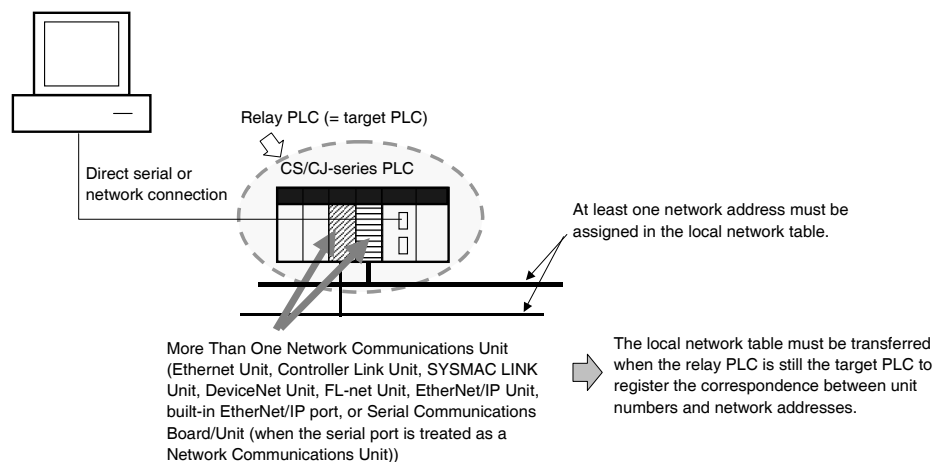 Relay PLC (= target PLC)
CS/CJ-series PLC
Direct serial or
network connection
At least one network address must be
assigned in the local network table.
More Than One Network Communications Unit
(Ethernet Unit, Controller Link Unit, SYSMAC LINK
Unit, DeviceNet Unit, FL-net Unit, EtherNet/IP Unit,
built-in EtherNet/IP port, or Serial Communications
Board/Unit (when the serial port is treated as a
Network Communications Unit))
The local network table must be transferred
when the relay PLC is still the target PLC to
register the correspondence between unit
numbers and network addresses.